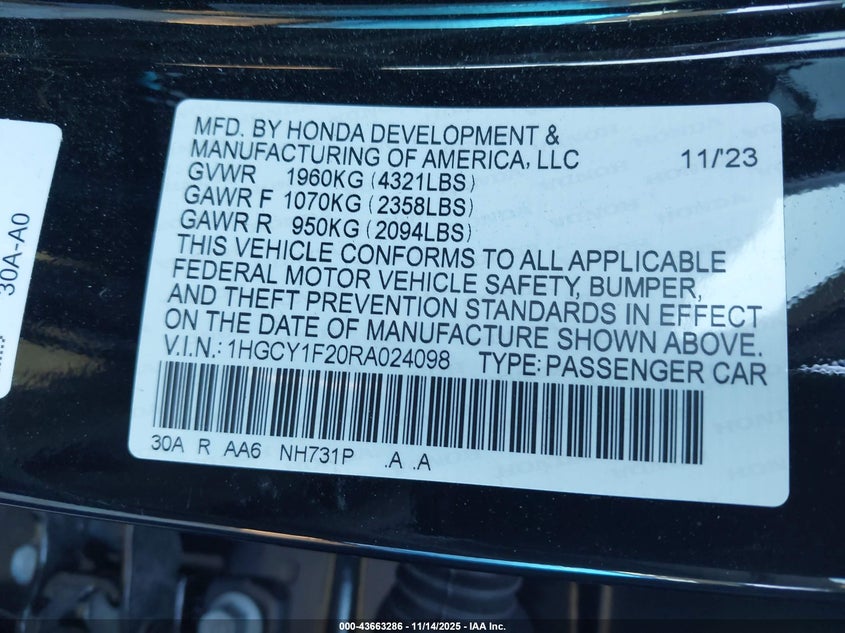 MFD. BY HONDA DEVELOPMENT &
MANUFACTURING OF AMERICA, LLC 11/'23
GVWR 1960KG (4321LBS)
GAWR F 1070KG (2358LBS)
GAWR R 950KG (2094LBS)
THIS VEHICLE CONFORMS TO ALL APPLICABLE
FEDERAL MOTOR VEHICLE SAFETY, BUMPER,
AND THEFT PREVENTION STANDARDS IN EFFECT
ON THE DATE OF MANUFACTURE SHOWN ABOVE.
V.I.N.: 1HGCY1F20RA024098 TYPE: PASSENGER CAR
30A R AA6 NH731P .A .A
30A-A0
000-43663286 - 11/14/2025 - IAA Inc.